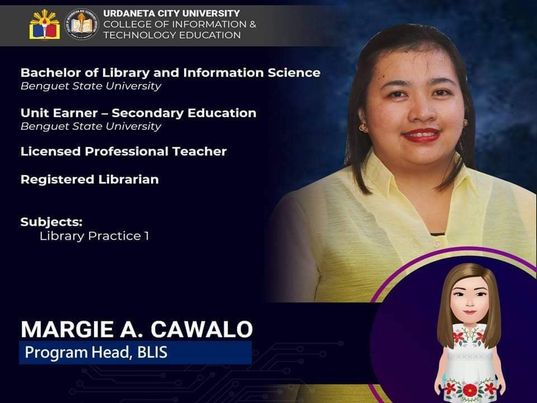 URDANETA CITY UNIVERSITY
COLLEGE OF INFORMATION &
TECHNOLOGY EDUCATION
Bachelor of Library and Information Science
Benguet State University
Unit Earner – Secondary Education
Benguet State University
Licensed Professional Teacher
Registered Librarian
Subjects:
Library Practice 1
MARGIE A. CAWALO
Program Head, BLIS